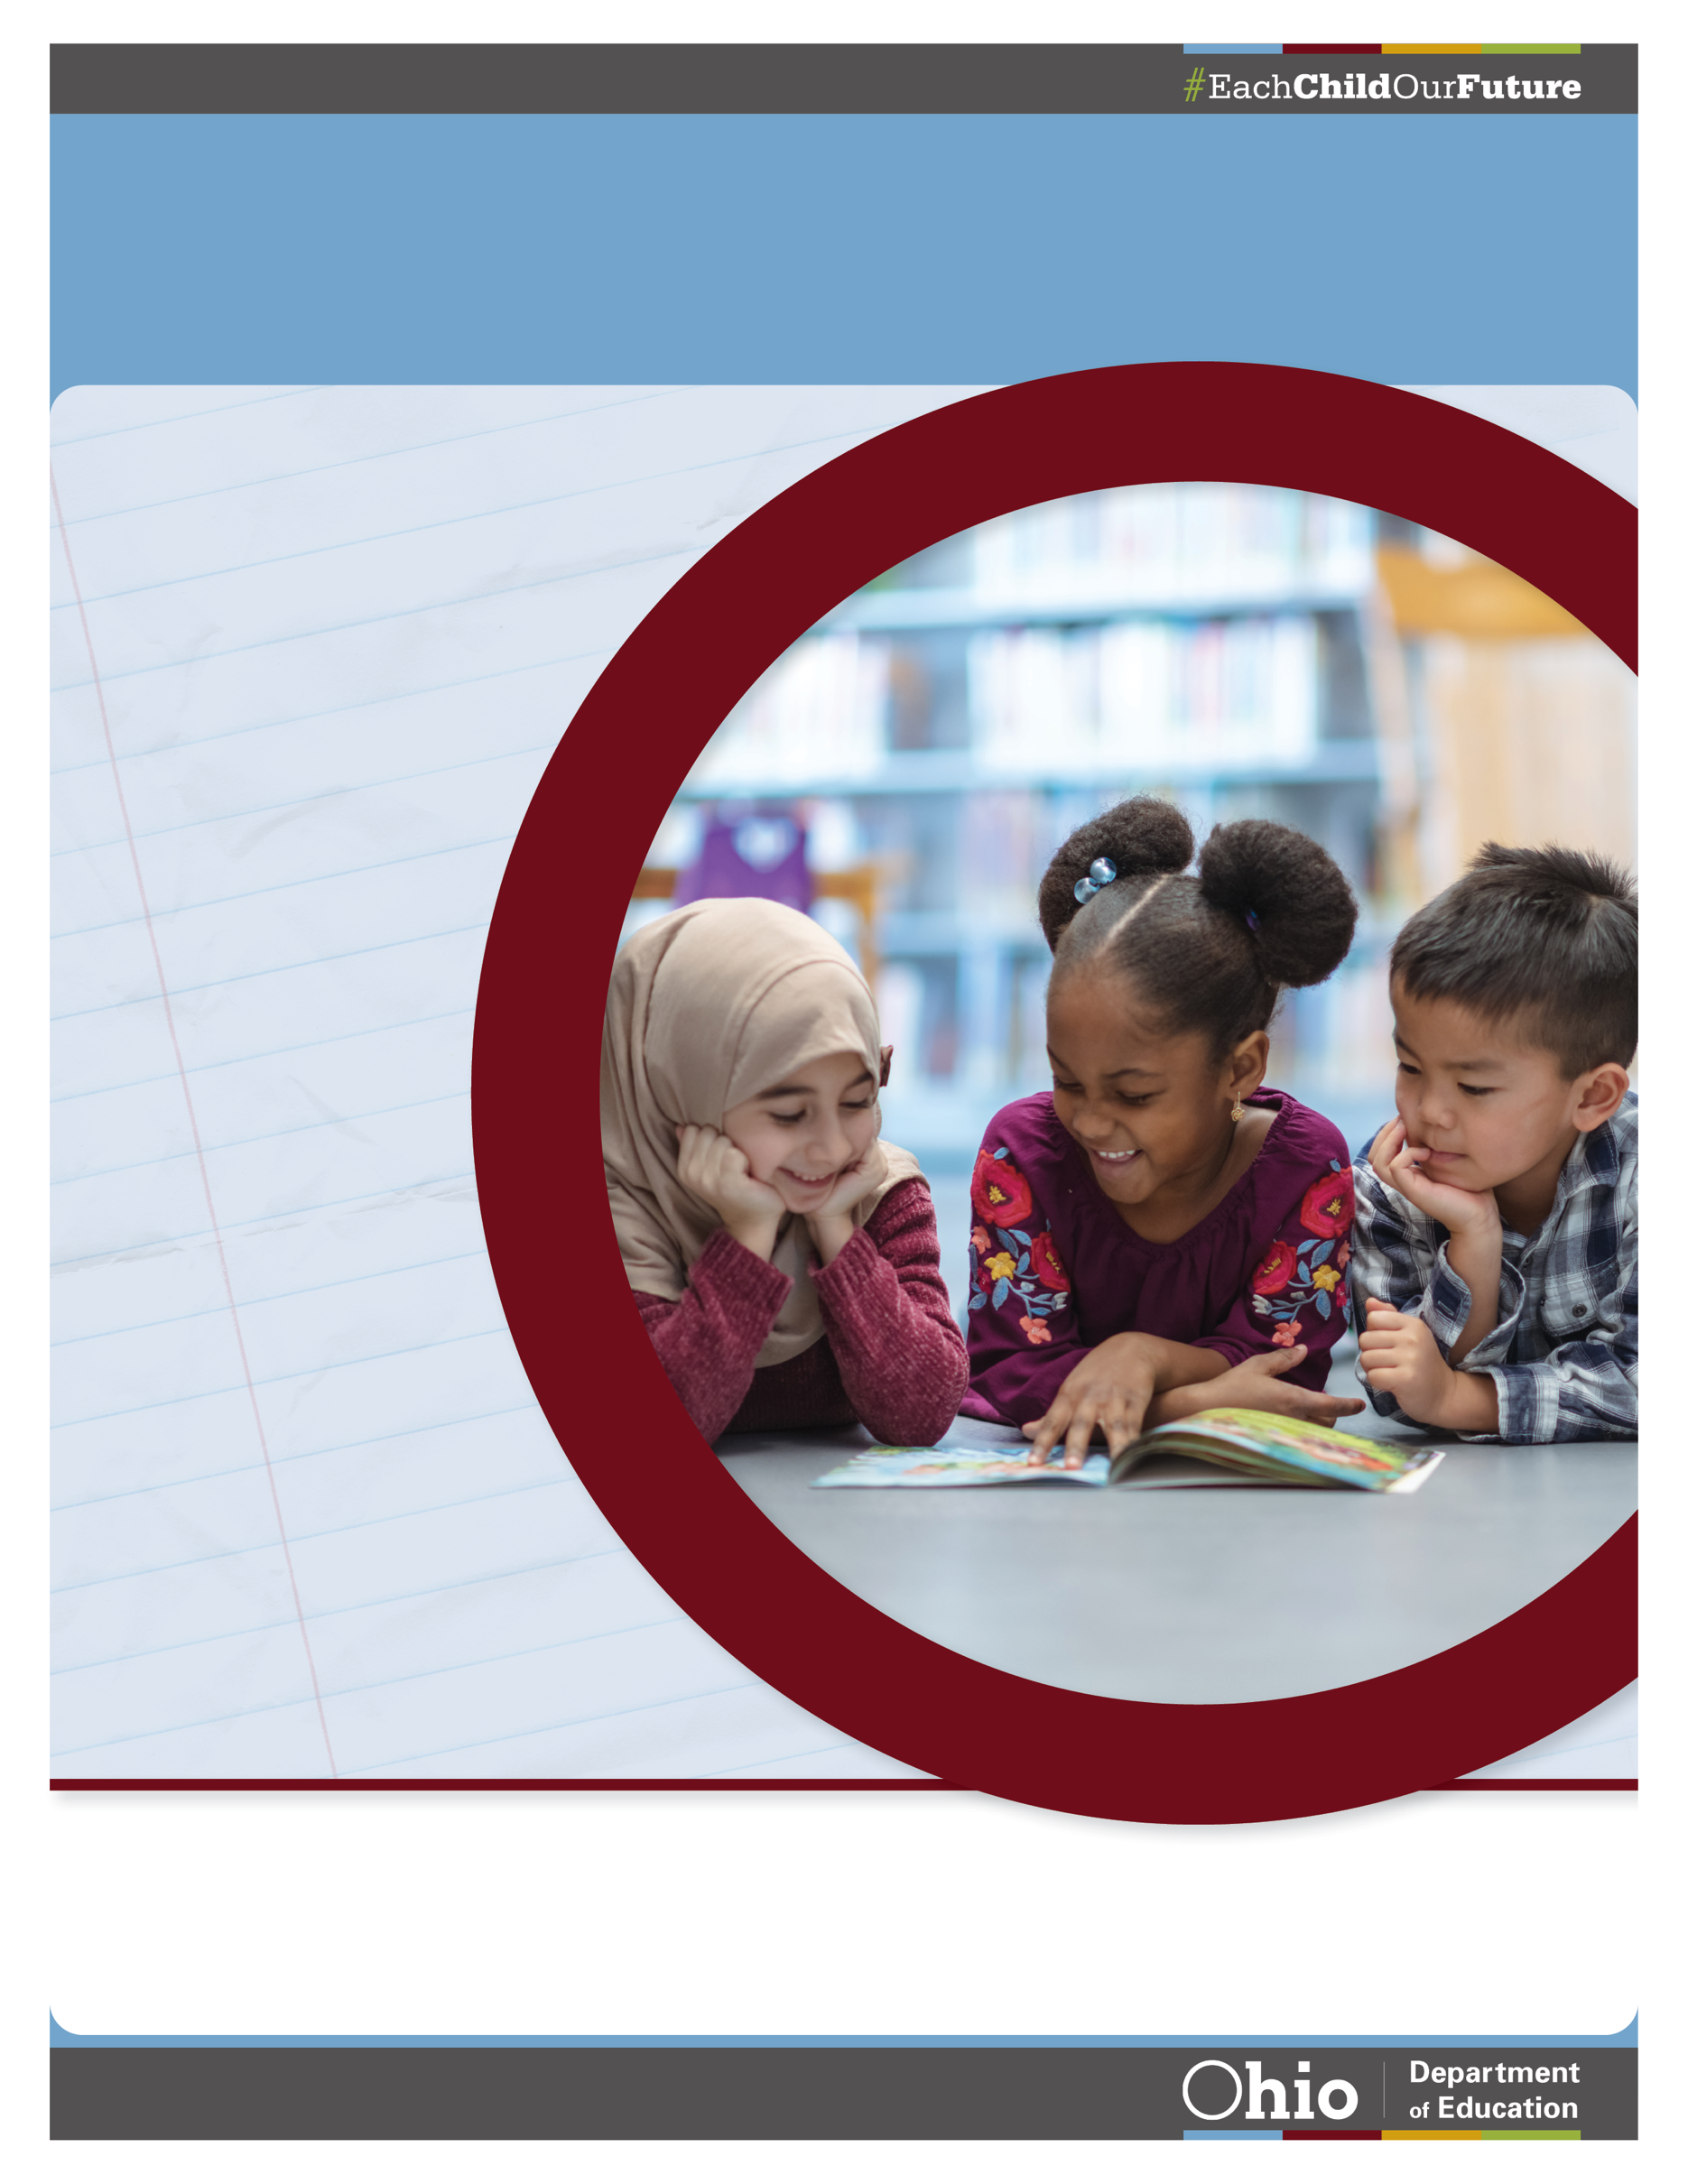 #EachChildOurFuture
Ohio
Department
of Education